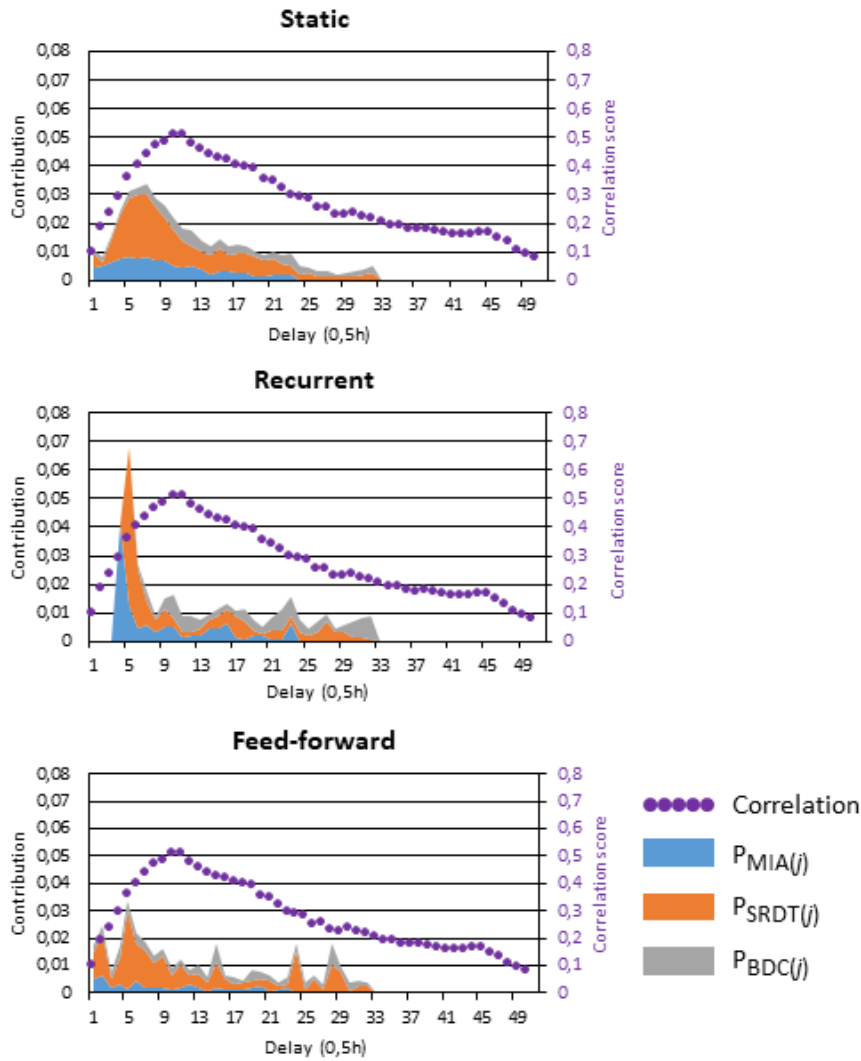 Static
0,08 0,8
0,07 0,7
0,06 0,6
0,05 0,5
0,04 0,4
0,03 0,3
0,02 0,2
0,01 0,1
0 0
Contribution
Correlation score
1 5 9 13 17 21 25 29 33 37 41 45 49
Delay (0,5h)
Recurrent
0,08 0,8
0,07 0,7
0,06 0,6
0,05 0,5
0,04 0,4
0,03 0,3
0,02 0,2
0,01 0,1
0 0
Contribution
Correlation score
1 5 9 13 17 21 25 29 33 37 41 45 49
Delay (0,5h)
Feed-forward
0,08 0,8
0,07 0,7
0,06 0,6
0,05 0,5
0,04 0,4
0,03 0,3
0,02 0,2
0,01 0,1
0 0
Contribution
Correlation score
1 5 9 13 17 21 25 29 33 37 41 45 49
Delay (0,5h)
Correlation
PMIA(j)
PSRDT(j)
PBDC(j)